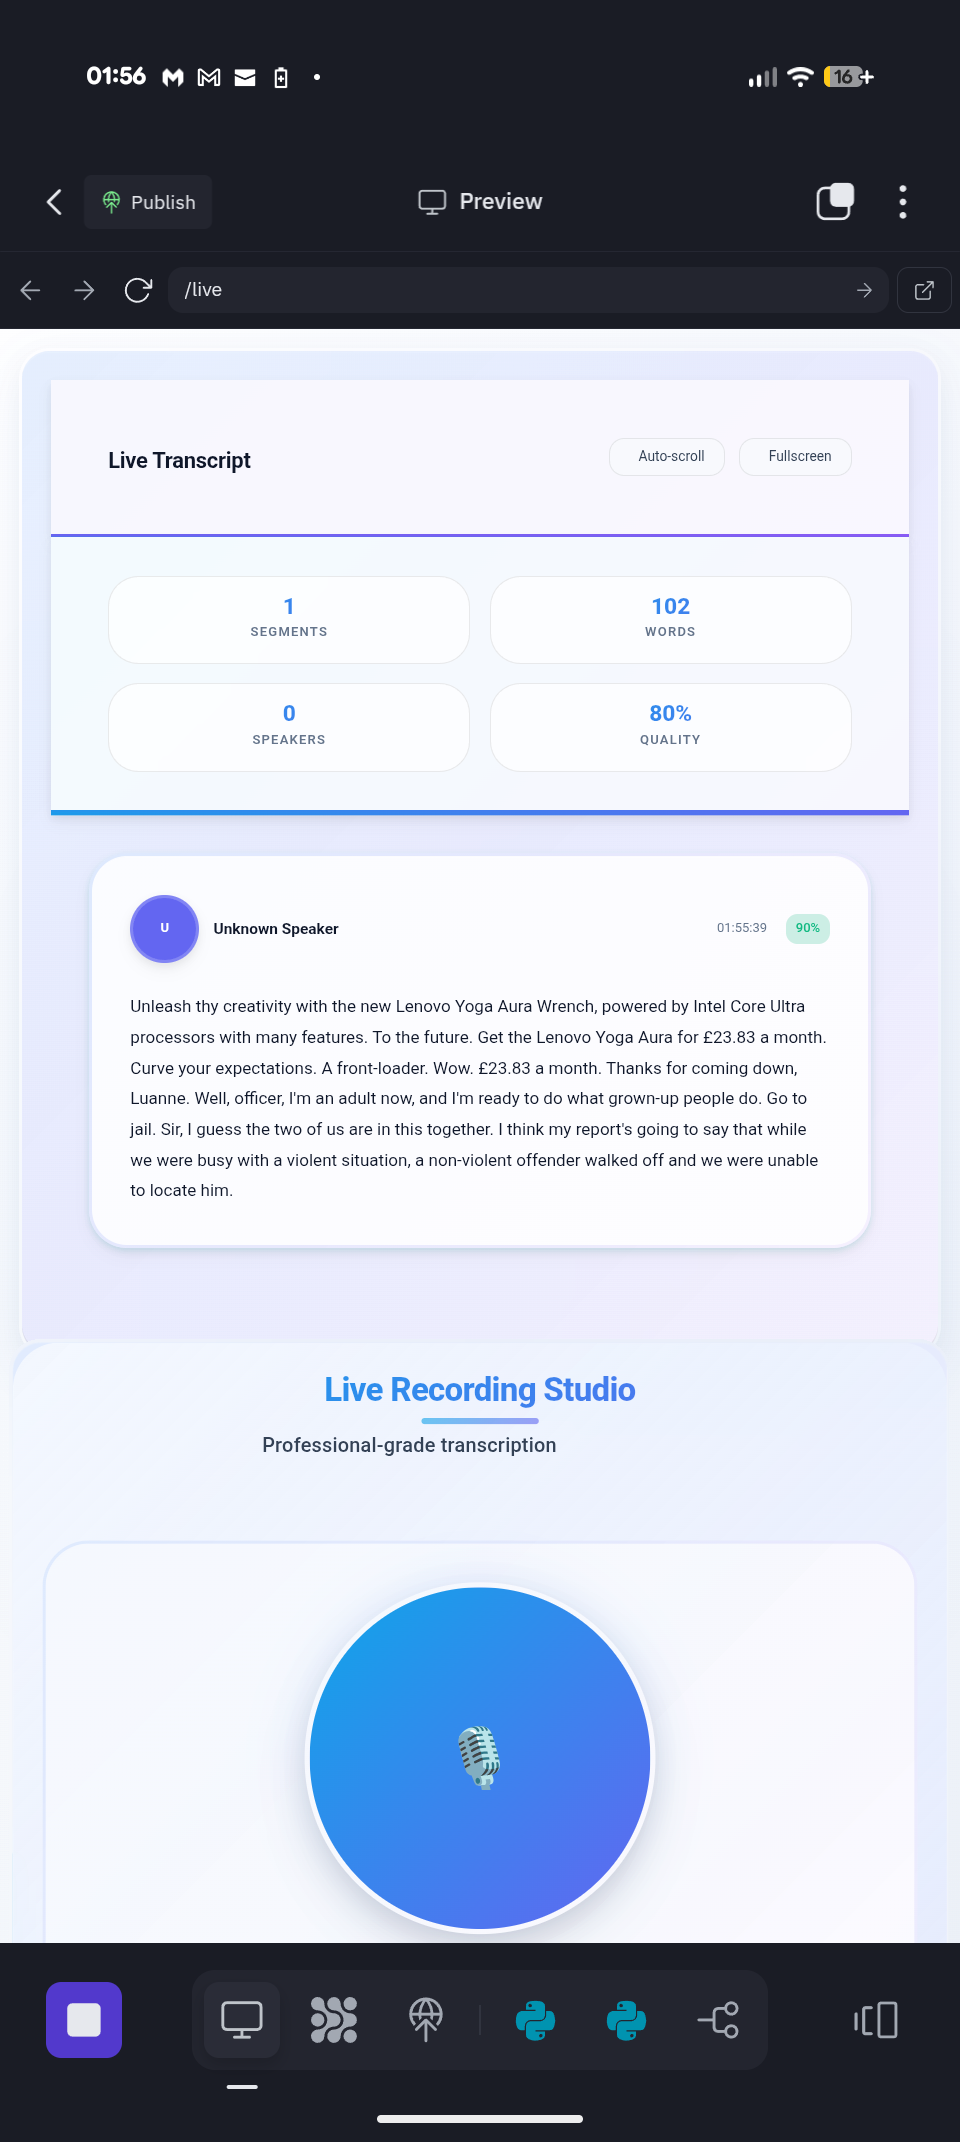 01:56
16
Publish
Preview
/live
Live Transcript
Auto-scroll
Fullscreen
1
SEGMENTS
102
WORDS
0
SPEAKERS
80%
QUALITY
U
Unknown Speaker
01:55:39
90%
Unleash thy creativity with the new Lenovo Yoga Aura Wrench, powered by Intel Core Ultra
processors with many features. To the future. Get the Lenovo Yoga Aura for £23.83 a month.
Curve your expectations. A front-loader. Wow. £23.83 a month. Thanks for coming down,
Luanne. Well, officer, I'm an adult now, and I'm ready to do what grown-up people do. Go to
jail. Sir, I guess the two of us are in this together. I think my report's going to say that while
we were busy with a violent situation, a non-violent offender walked off and we were unable
to locate him.
Live Recording Studio
Professional-grade transcription